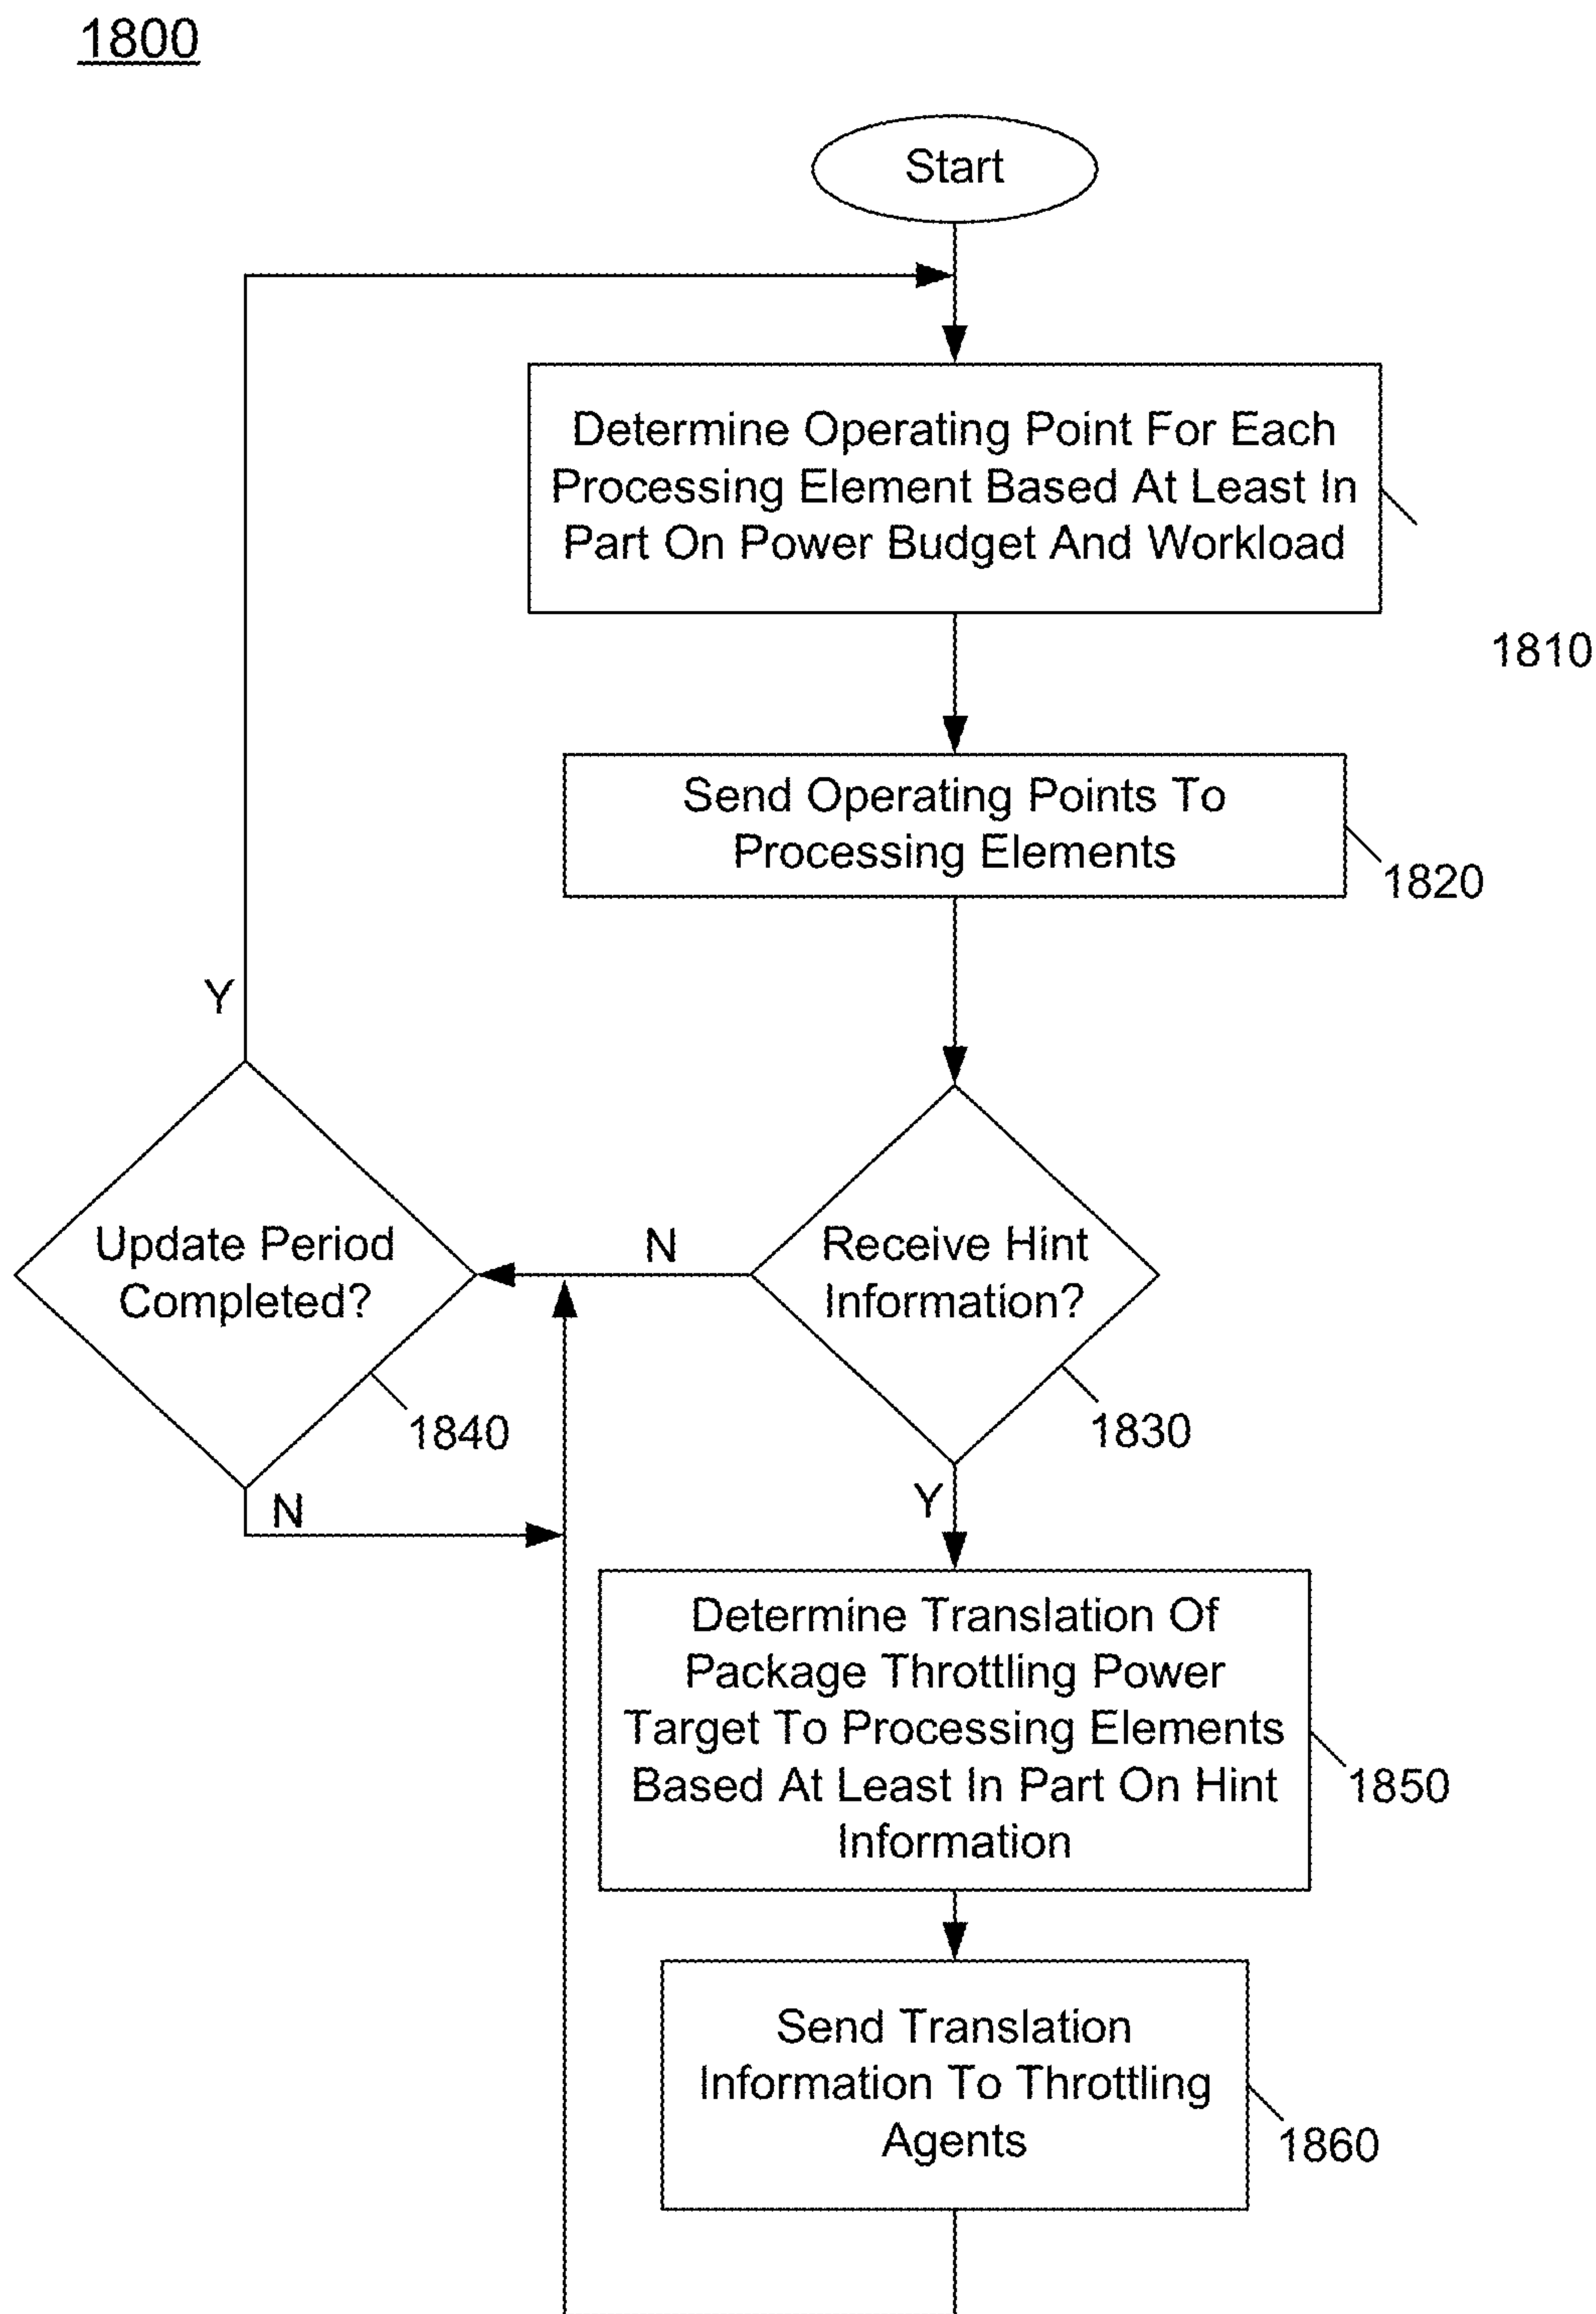 1800
Start
Determine Operating Point For Each
Processing Element Based At Least In
Part On Power Budget And Workload
1810
Send Operating Points To
Processing Elements
1820
Y
Update Period
Completed?
N
Receive Hint
Information?
1840
1830
N
Y
Determine Translation Of
Package Throttling Power
Target To Processing Elements
Based At Least In Part On Hint
Information
1850
Send Translation
Information To Throttling
Agents
1860